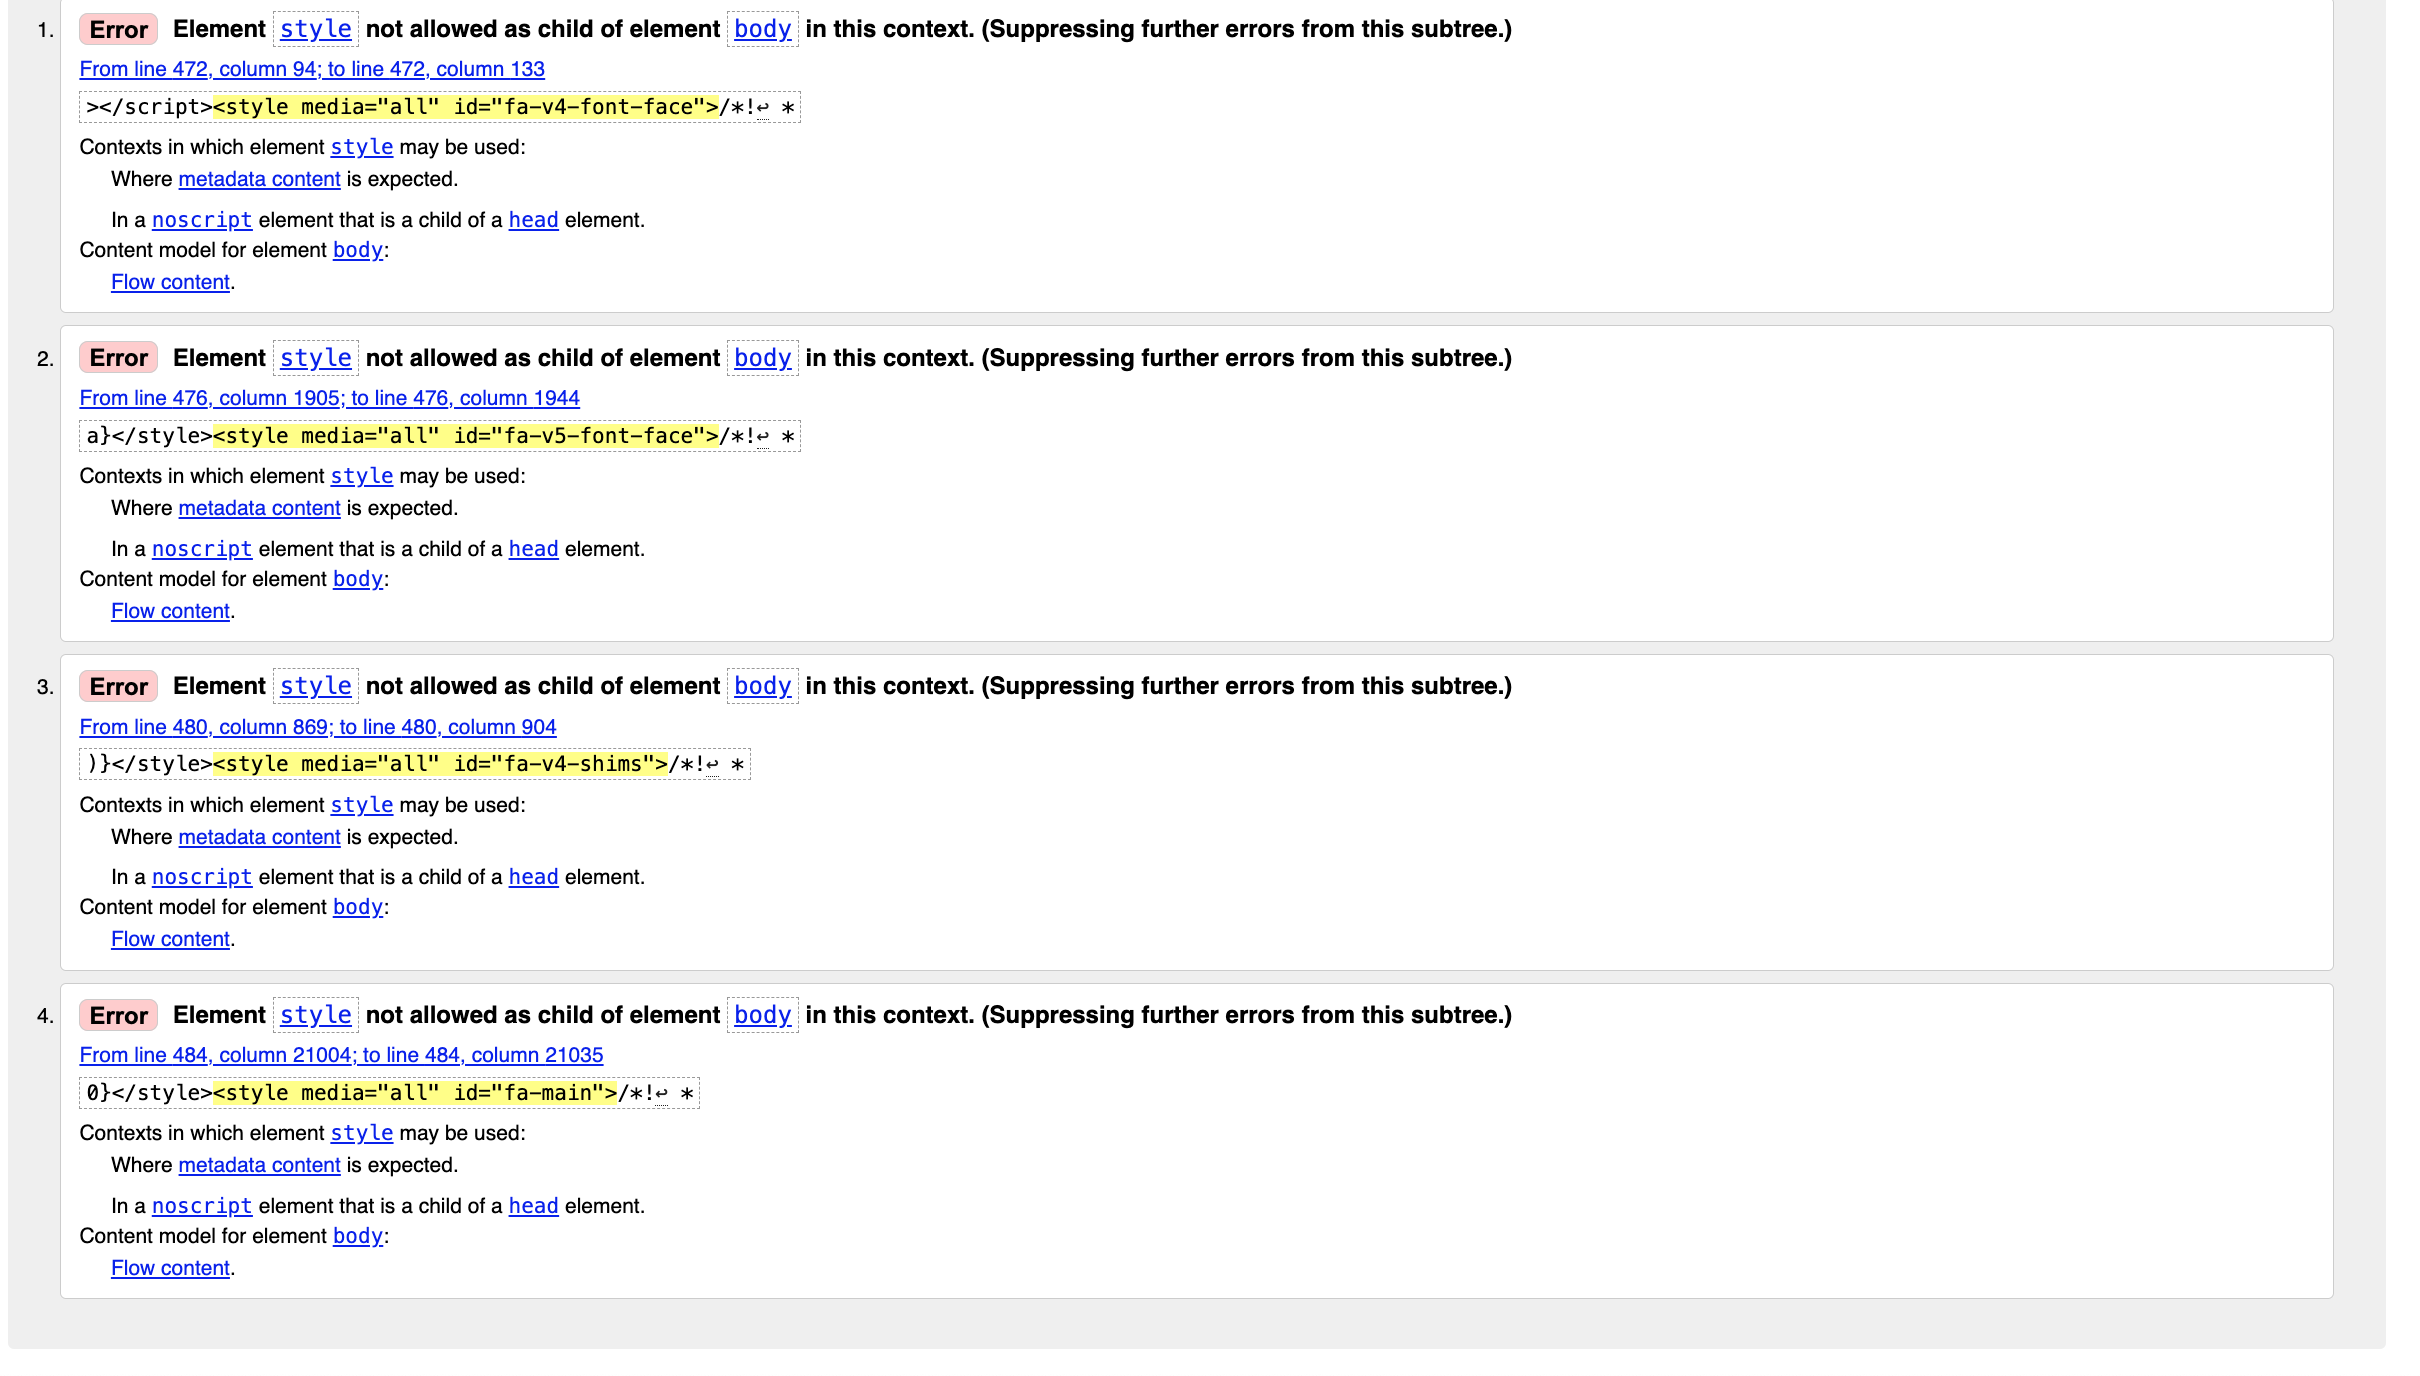 1. Error Element style not allowed as child of element body in this context. (Suppressing further errors from this subtree.)
From line 472, column 94; to line 472, column 133
></script><style media="all" id="fa-v4-font-face">/*!↩ *
Contexts in which element style may be used:
Where metadata content is expected.
In a noscript element that is a child of a head element.
Content model for element body:
Flow content.
2. Error Element style not allowed as child of element body in this context. (Suppressing further errors from this subtree.)
From line 476, column 1905; to line 476, column 1944
a}</style><style media="all" id="fa-v5-font-face">/*!↩ *
Contexts in which element style may be used:
Where metadata content is expected.
In a noscript element that is a child of a head element.
Content model for element body:
Flow content.
3. Error Element style not allowed as child of element body in this context. (Suppressing further errors from this subtree.)
From line 480, column 869; to line 480, column 904
)}</style><style media="all" id="fa-v4-shims">/*!↩ *
Contexts in which element style may be used:
Where metadata content is expected.
In a noscript element that is a child of a head element.
Content model for element body:
Flow content.
4. Error Element style not allowed as child of element body in this context. (Suppressing further errors from this subtree.)
From line 484, column 21004; to line 484, column 21035
0}</style><style media="all" id="fa-main">/*!↩ *
Contexts in which element style may be used:
Where metadata content is expected.
In a noscript element that is a child of a head element.
Content model for element body:
Flow content.